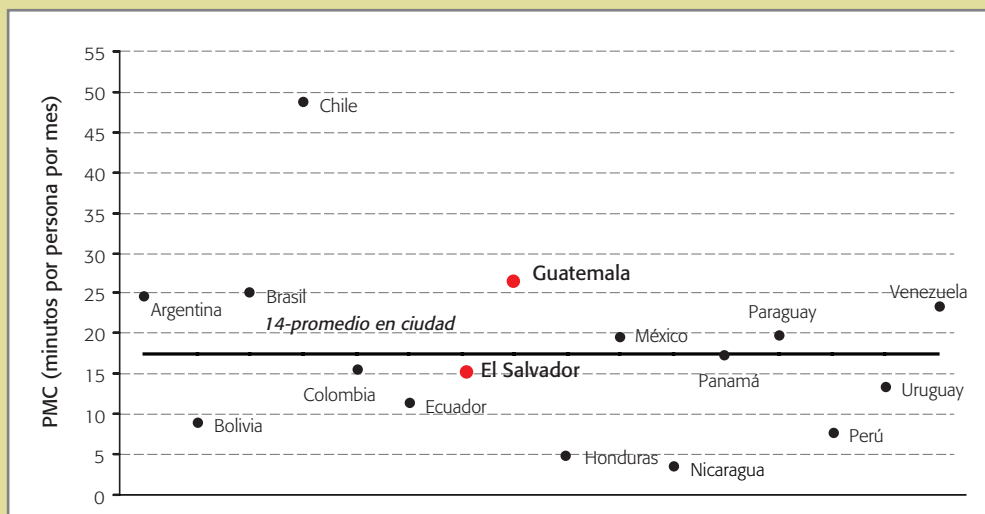 PMC (minutos por persona por mes)
55
50
45
40
35
30
25
20
15
10
5
0
Chile
Guatemala
Argentina
Brasil
Venezuela
14-promedio en ciudad
México
Paraguay
El Salvador
Panamá
Colombia
Ecuador
Uruguay
Bolivia
Perú
Honduras
Nicaragua